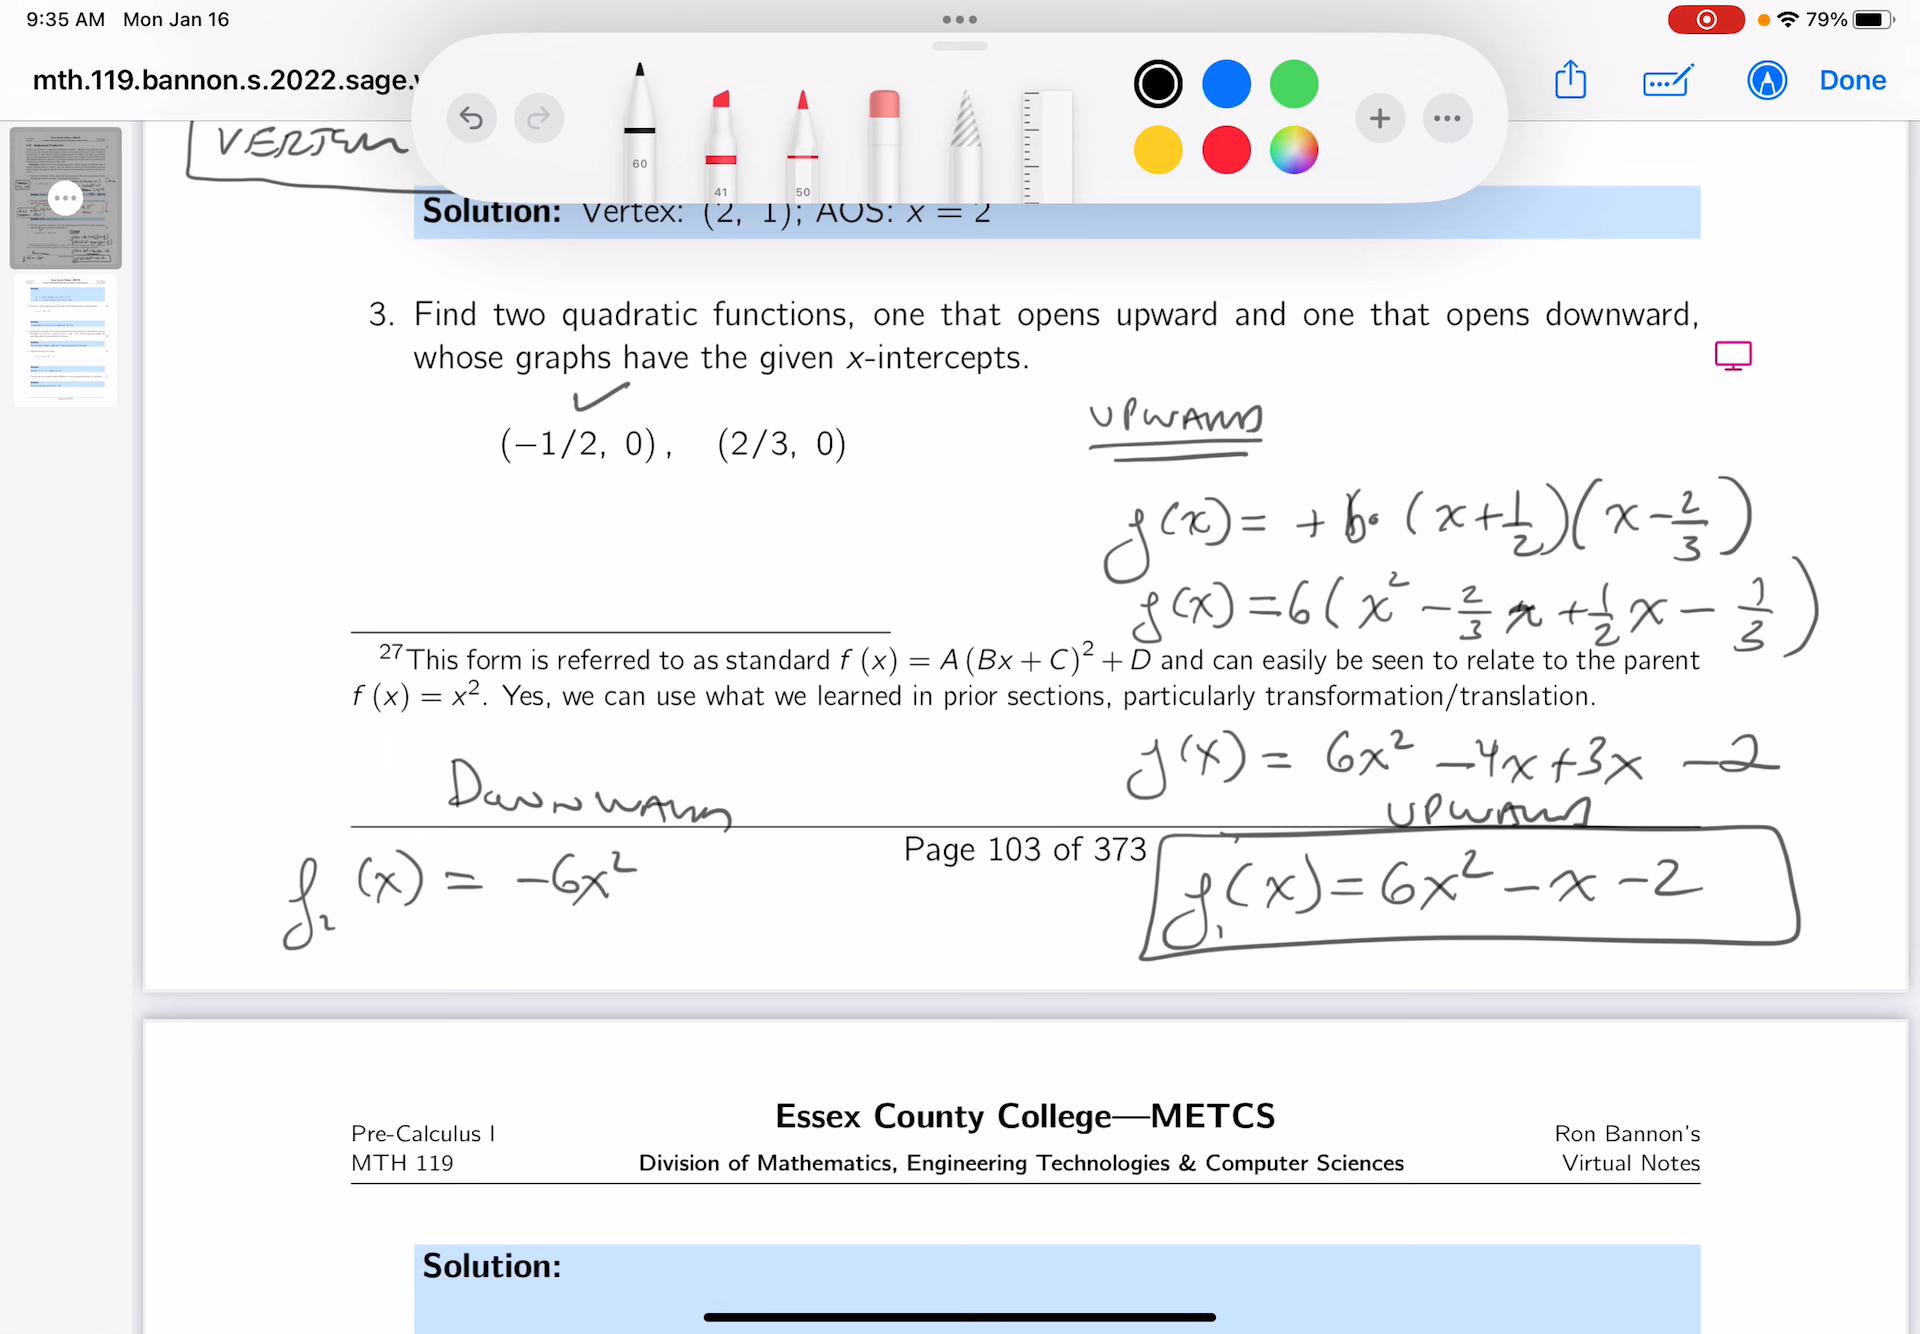 9:35 AM Mon Jan 16
79%
mth.119.bannon.s.2022.sage.
Done
60
41
50
VERTEX
Solution: Vertex: (2, 1); AOS: x = 2
3. Find two quadratic functions, one that opens upward and one that opens downward,
whose graphs have the given x-intercepts.
(−1/2, 0), (2/3, 0)
UPWARD
f(x) = +6·(x+1/2)(x−2/3)
f(x) = 6(x² − 2/3 x + 1/2 x − 1/3)
27 This form is referred to as standard f (x) = A (Bx + C)² + D and can easily be seen to relate to the parent
f (x) = x². Yes, we can use what we learned in prior sections, particularly transformation/translation.
f(x) = 6x² −4x+3x −2
DOWNWARD
UPWARD
Page 103 of 373
f₂(x) = −6x²
f₁(x) = 6x² − x − 2
Essex County College—METCS
Pre-Calculus I
Ron Bannon's
MTH 119
Division of Mathematics, Engineering Technologies & Computer Sciences
Virtual Notes
Solution: